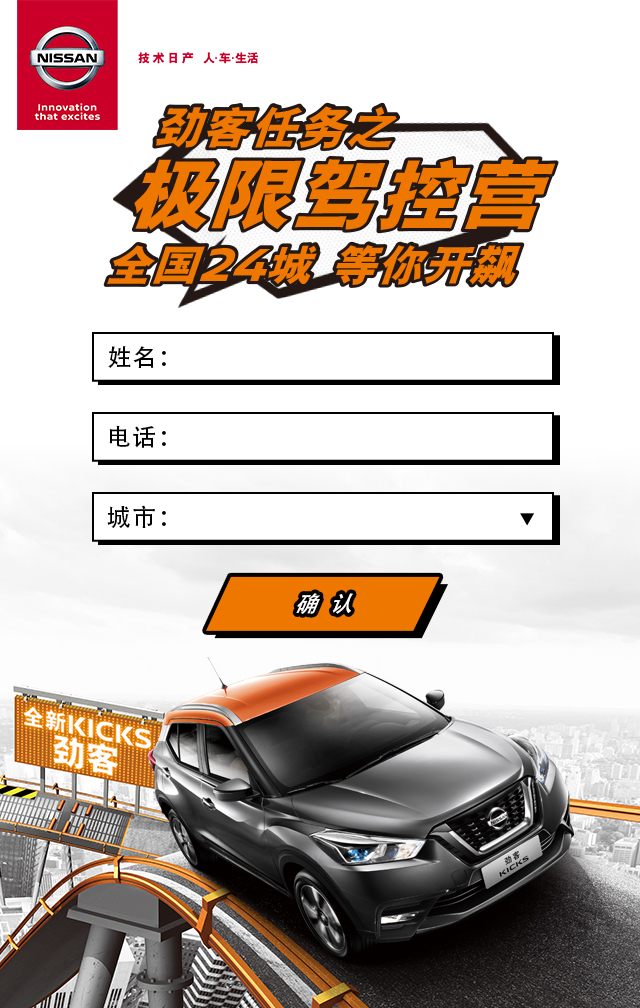 NISSAN
Innovation
that excites
技术日产 人·车·生活
劲客任务之
极限驾控营
全国24城 等你开飙
姓名：
电话：
城市：
确认
全新KICKS
劲客
NISSAN
劲客
KICKS